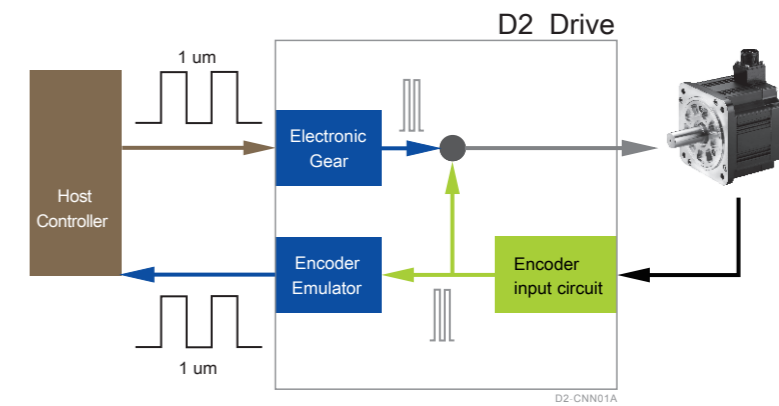 D2 Drive
1 um
Electronic
Gear
Host
Controller
Encoder
Emulator
Encoder
input circuit
1 um
D2-CNN01A